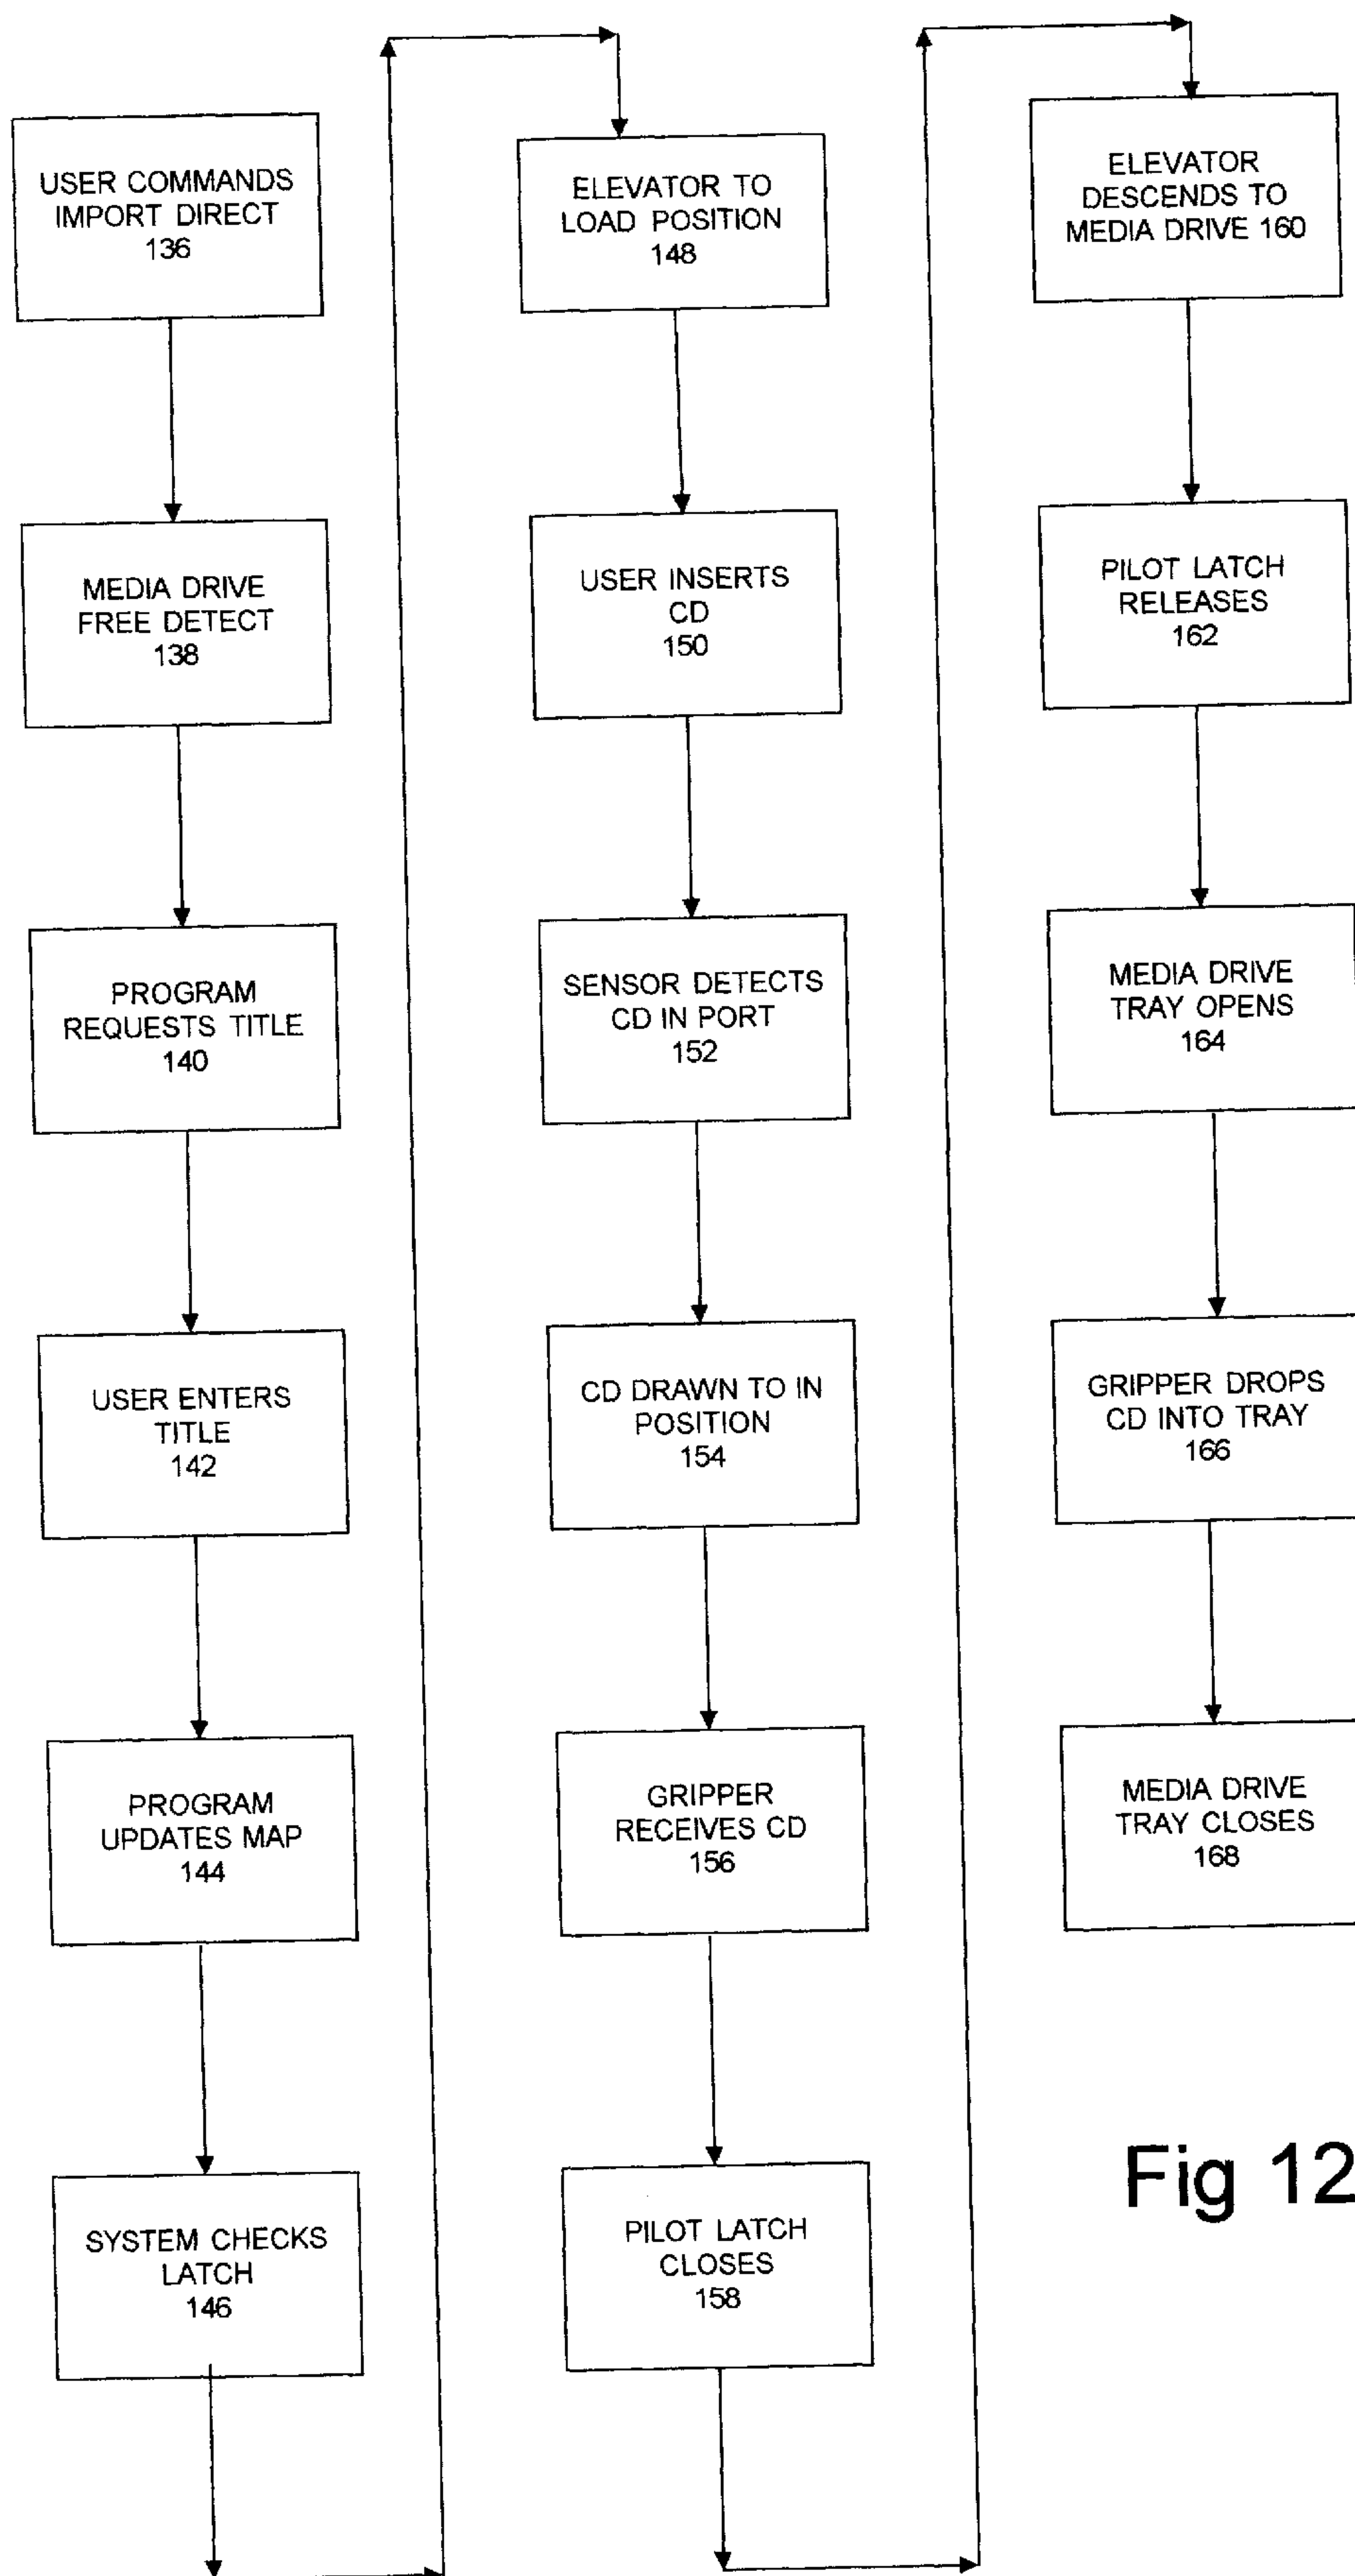 USER COMMANDS
IMPORT DIRECT
136
MEDIA DRIVE
FREE DETECT
138
PROGRAM
REQUESTS TITLE
140
USER ENTERS
TITLE
142
PROGRAM
UPDATES MAP
144
SYSTEM CHECKS
LATCH
146
ELEVATOR TO
LOAD POSITION
148
USER INSERTS
CD
150
SENSOR DETECTS
CD IN PORT
152
CD DRAWN TO IN
POSITION
154
GRIPPER
RECEIVES CD
156
PILOT LATCH
CLOSES
158
ELEVATOR
DESCENDS TO
MEDIA DRIVE 160
PILOT LATCH
RELEASES
162
MEDIA DRIVE
TRAY OPENS
164
GRIPPER DROPS
CD INTO TRAY
166
MEDIA DRIVE
TRAY CLOSES
168
Fig 12